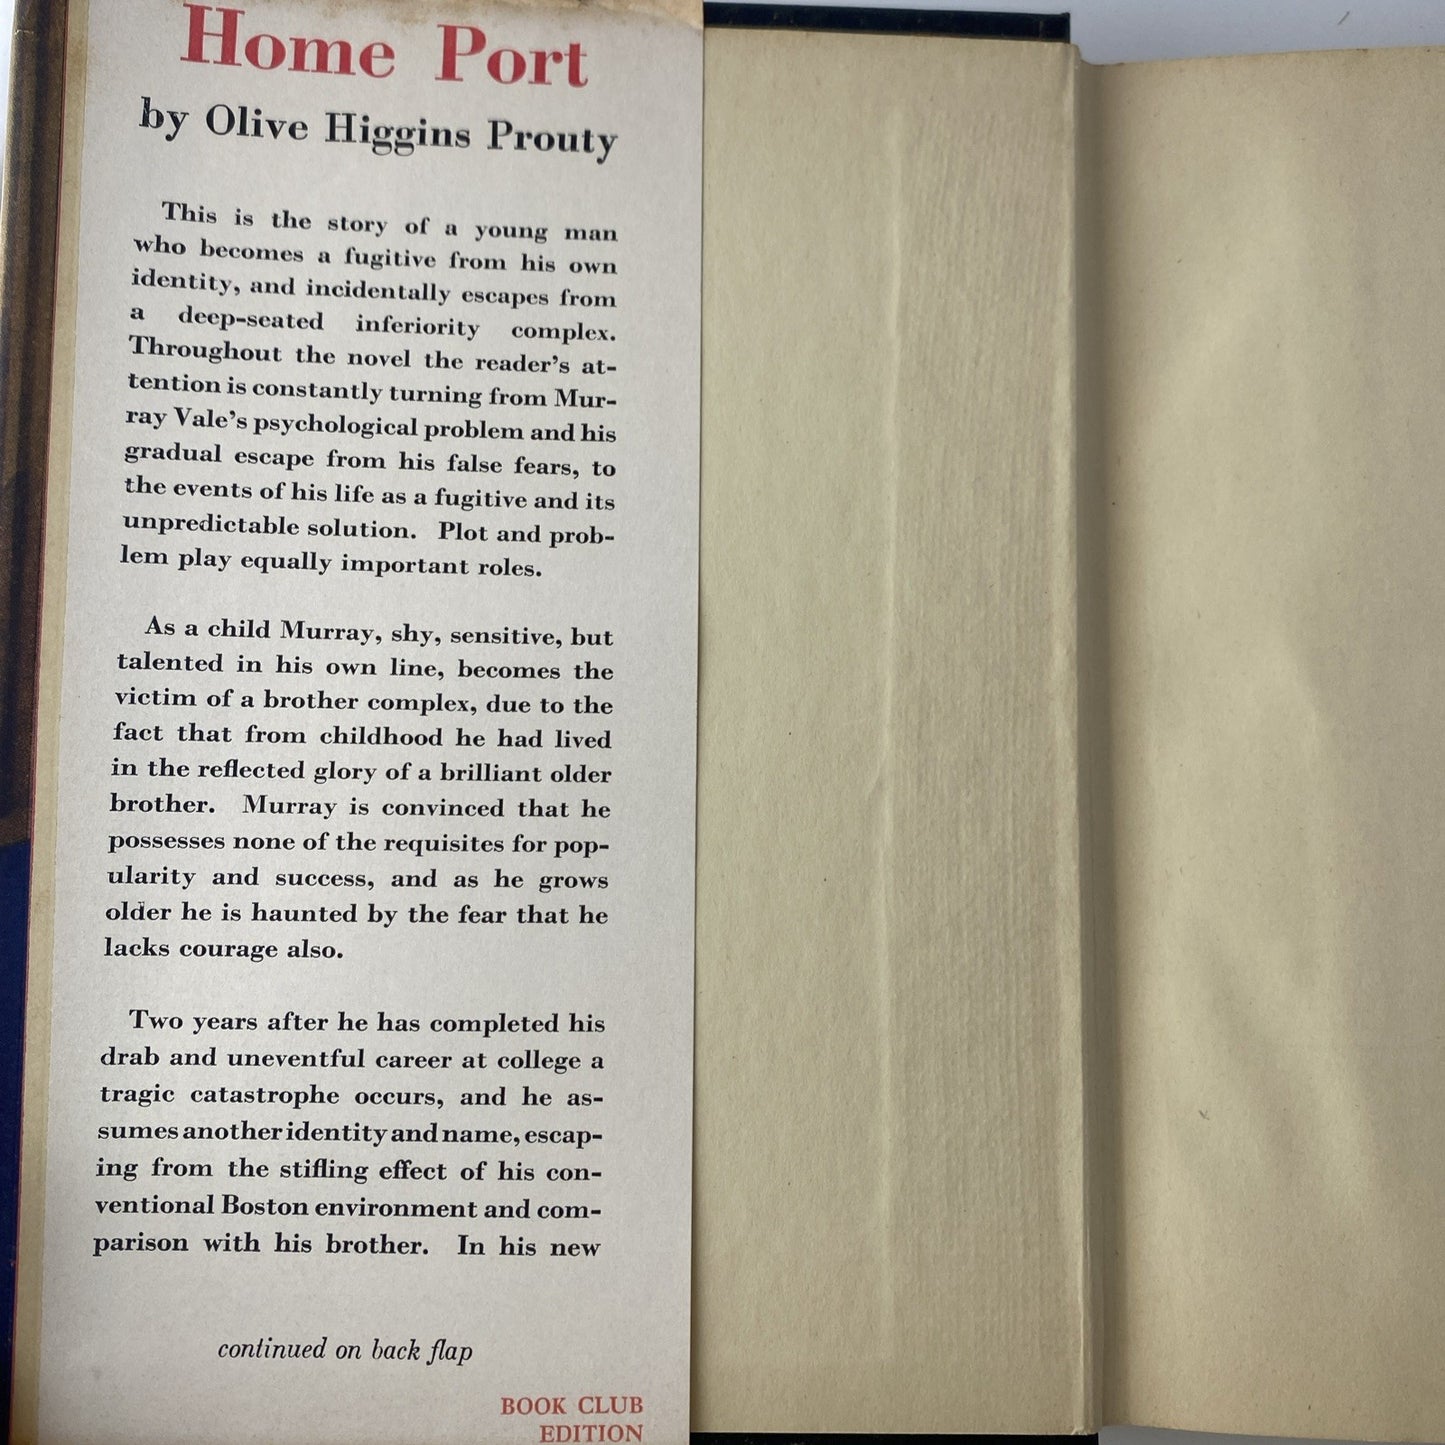 Home Port
by Olive Higgins Prouty
This is the story of a young man
who becomes a fugitive from his own
identity, and incidentally escapes from
a deep-seated inferiority complex.
Throughout the novel the reader's at-
tention is constantly turning from Mur-
ray Vale's psychological problem and his
gradual escape from his false fears, to
the events of his life as a fugitive and its
unpredictable solution. Plot and prob-
lem play equally important roles.
As a child Murray, shy, sensitive, but
talented in his own line, becomes the
victim of a brother complex, due to the
fact that from childhood he had lived
in the reflected glory of a brilliant older
brother. Murray is convinced that he
possesses none of the requisites for pop-
ularity and success, and as he grows
older he is haunted by the fear that he
lacks courage also.
Two years after he has completed his
drab and uneventful career at college a
tragic catastrophe occurs, and he as-
sumes another identity and name, escap-
ing from the stifling effect of his con-
ventional Boston environment and com-
parison with his brother. In his new
continued on back flap
BOOK CLUB
EDITION